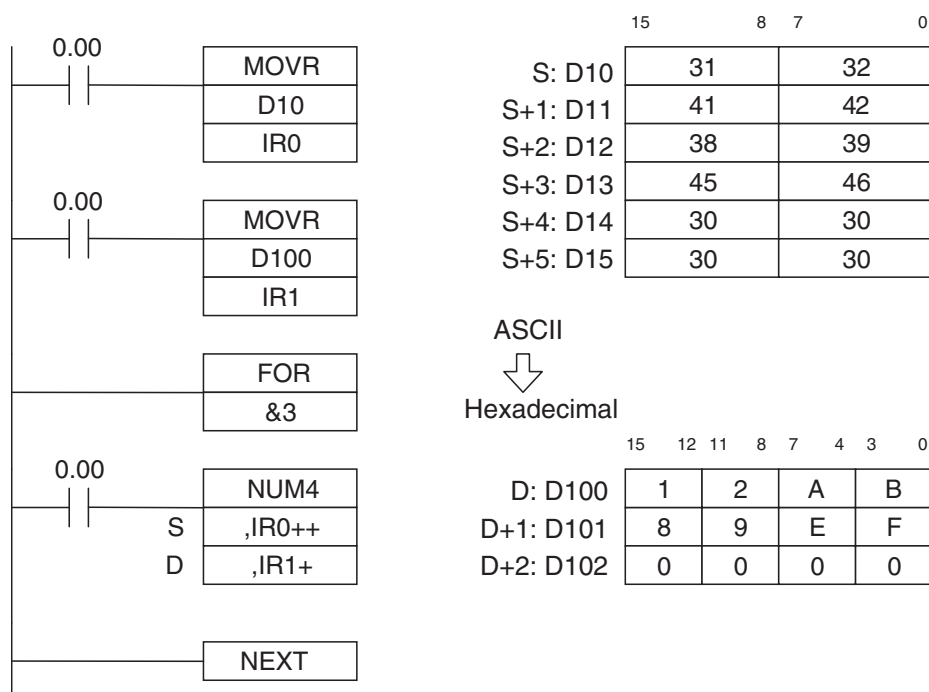 0.00
MOVR
D10
IR0
0.00
MOVR
D100
IR1
FOR
&3
0.00
NUM4
S ,IR0++
D ,IR1+
NEXT
15 8 7 0
S: D10 31 32
S+1: D11 41 42
S+2: D12 38 39
S+3: D13 45 46
S+4: D14 30 30
S+5: D15 30 30
ASCII
Hexadecimal
15 12 11 8 7 4 3 0
D: D100 1 2 A B
D+1: D101 8 9 E F
D+2: D102 0 0 0 0